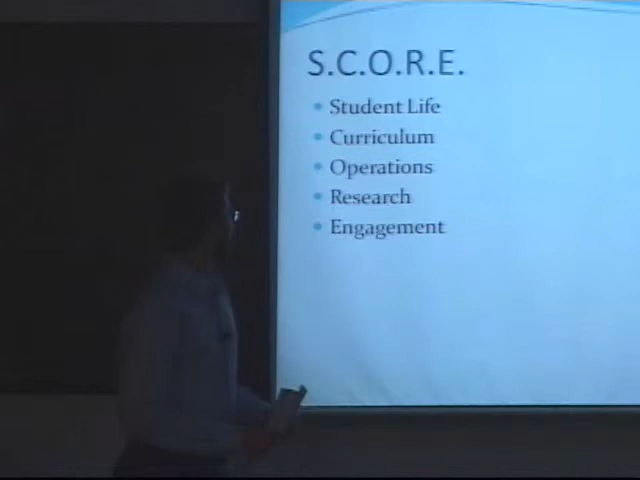 S.C.O.R.E.
Student Life
Curriculum
Operations
Research
Engagement